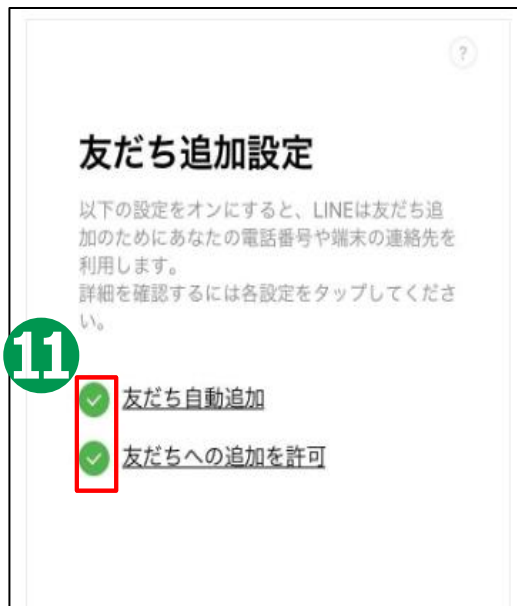 ?
友だち追加設定
以下の設定をオンにすると、LINEは友だち追
加のためにあなたの電話番号や端末の連絡先を
利用します。
詳細を確認するには各設定をタップしてくださ
い。
11
友だち自動追加
友だちへの追加を許可